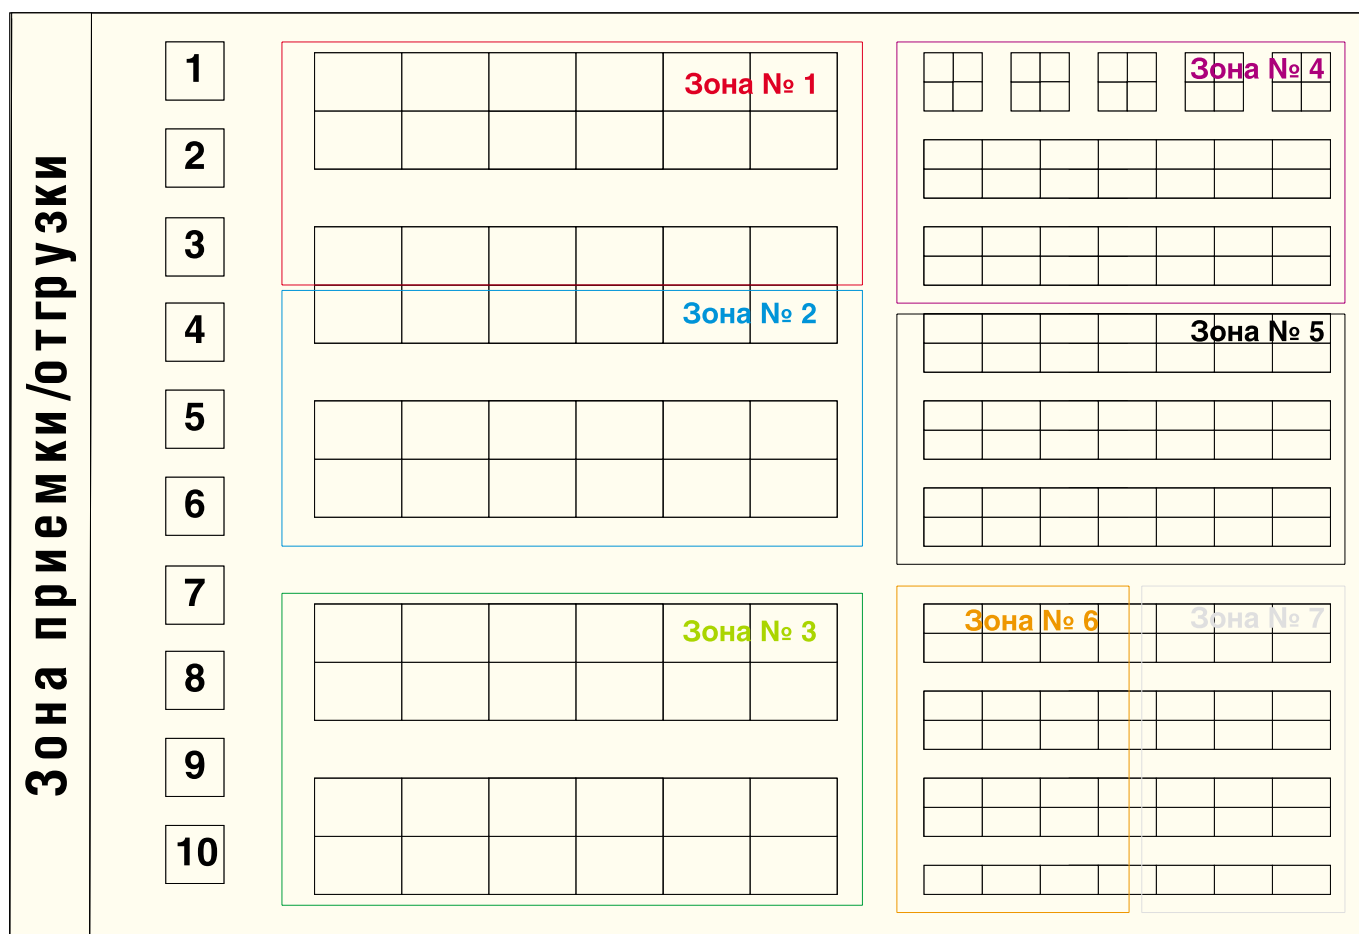 Зона приемки/отгрузки
1
2
3
4
5
6
7
8
9
10
Зона № 1
Зона № 2
Зона № 3
Зона № 4
Зона № 5
Зона № 6
Зона № 7